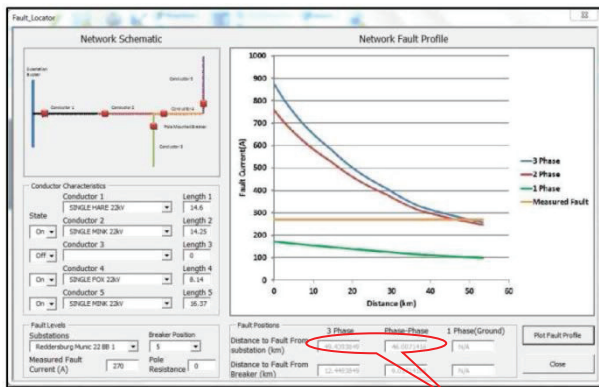 Fault_Locator
Network Schematic
Network Fault Profile
Substation
Busbar
Conductor 1
Conductor 2
Conductor 4
Conductor 5
Conductor 3
Pole Mounted Breaker
Conductor Characteristics
State
Conductor 1
Length 1
SINGLE HARE 22kV
14.6
Conductor 2
Length 2
On
SINGLE MINK 22kV
14.25
Conductor 3
Length 3
Off
0
Conductor 4
Length 4
On
SINGLE FOX 22kV
8.14
Conductor 5
Length 5
On
SINGLE MINK 22kV
16.37
Fault Current(A)
1000
900
800
700
600
500
400
300
200
100
0
0
10
20
30
40
50
60
Distance (km)
3 Phase
2 Phase
1 Phase
Measured Fault
Fault Levels
Substations
Breaker Position
Reddersburg Munic 22 BB 1
5
Measured Fault
Current (A)
270
Pole
Resistance
0
Fault Positions
3 Phase
Phase-Phase
1 Phase(Ground)
Distance to Fault From
substation (km)
N/A
Distance to Fault From
Breaker (km)
N/A
Plot Fault Profile
Close